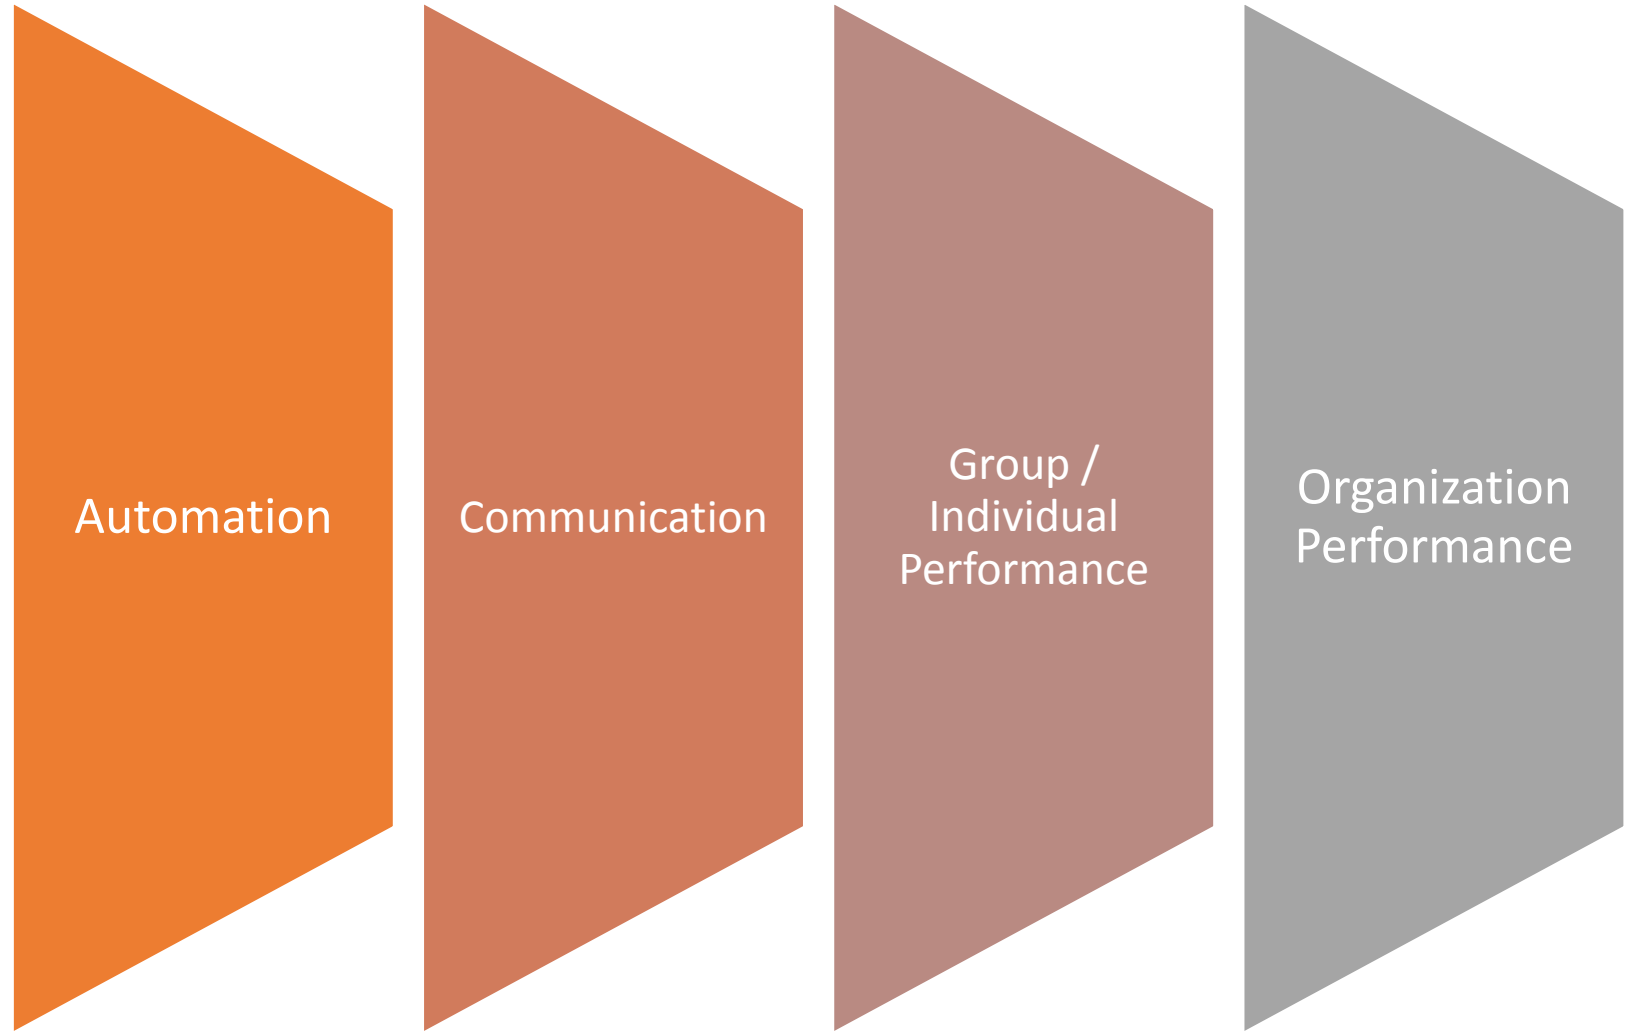 Automation
Communication
Group /
Individual
Performance
Organization
Performance